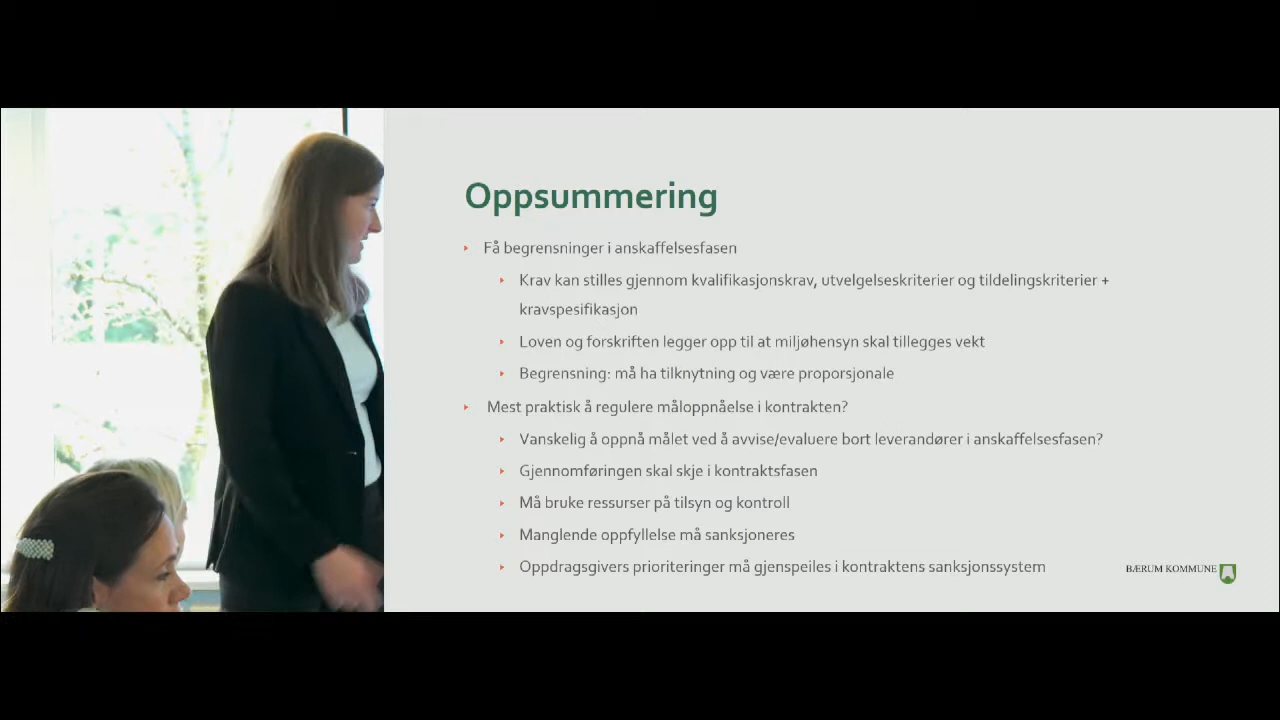 Oppsummering
Få begrensninger i anskaffelsesfasen
Krav kan stilles gjennom kvalifikasjonskrav, utvelgelseskriterier og tildelingskriterier +
kravspesifikasjon
Loven og forskriften legger opp til at miljøhensyn skal tillegges vekt
Begrensning: må ha tilknytning og være proporsjonale
Mest praktisk å regulere måloppnåelse i kontrakten?
Vanskelig å oppnå målet ved å avvise/evaluere bort leverandører i anskaffelsesfasen?
Gjennomføringen skal skje i kontraktsfasen
Må bruke ressurser på tilsyn og kontroll
Manglende oppfyllelse må sanksjoneres
Oppdragsgivers prioriteringer må gjenspeiles i kontraktens sanksjonssystem
BÆRUM KOMMUNE